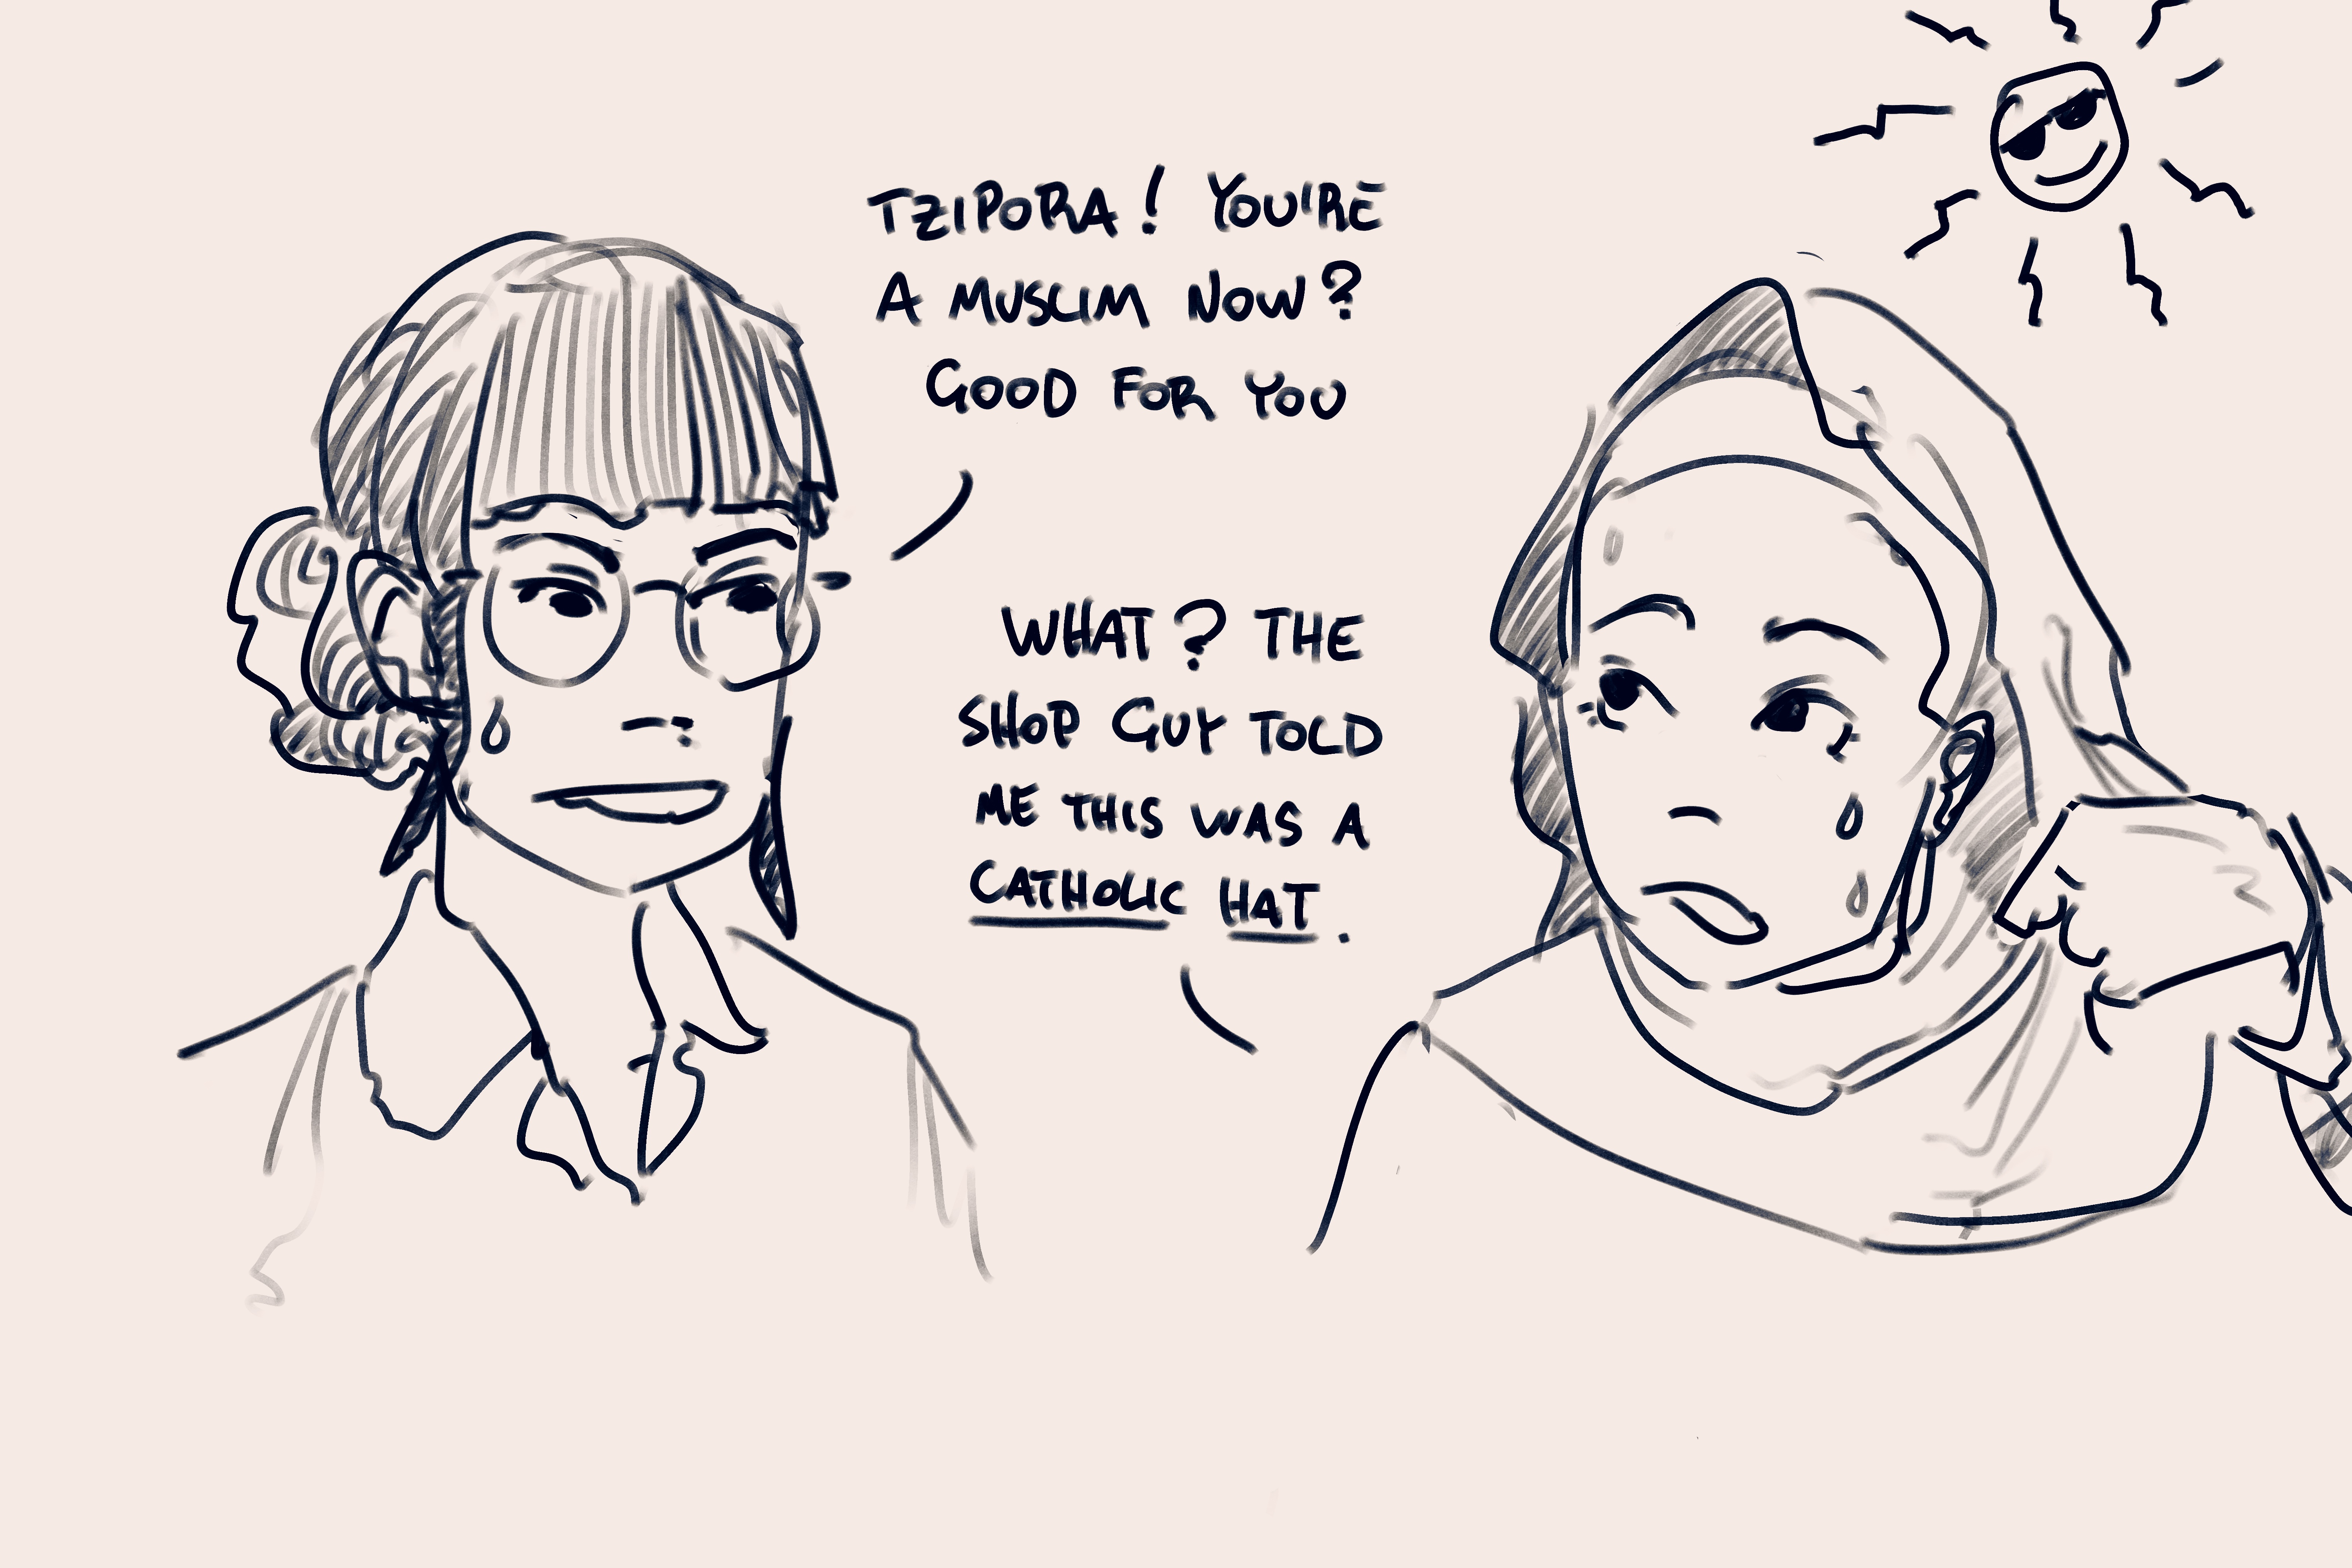 TZIPORA! YOU'RE
A MUSLIM NOW?
GOOD FOR YOU
WHAT? THE
SHOP GUY TOLD
ME THIS WAS A
CATHOLIC HAT.